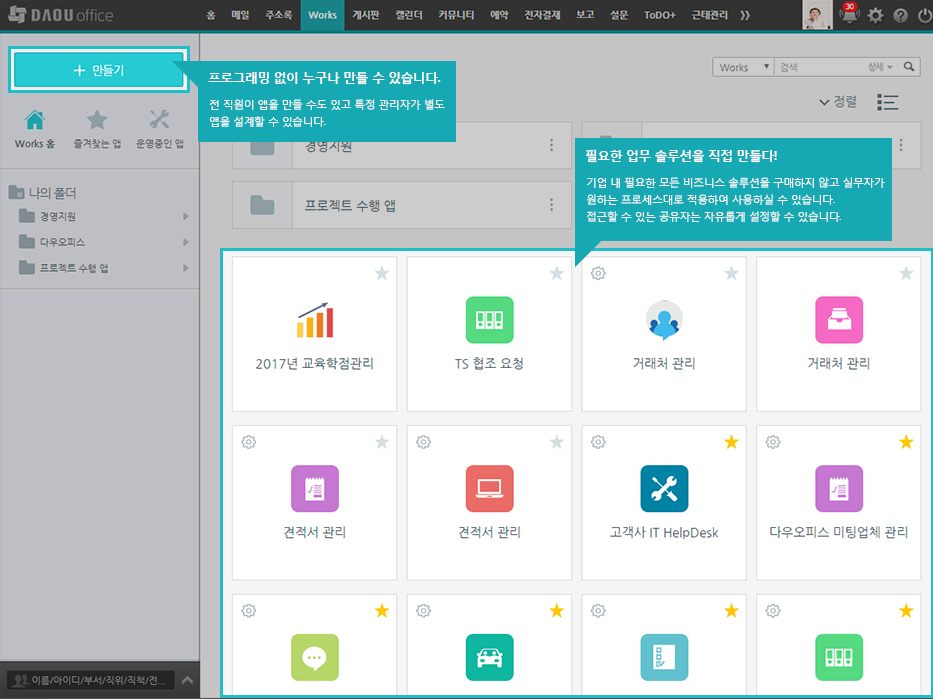 DAOU office
홈 메일 주소록 Works 게시판 캘린더 커뮤니티 예약 전자결재 보고 설문 ToDO+ 근태관리 》
30
+ 만들기
Works 홈 즐겨찾는 앱 운영중인 앱
나의 폴더
경영지원
다우오피스
프로젝트 수행 앱
이름/아이디/부서/직위/직책/전...
프로그래밍 없이 누구나 만들 수 있습니다.
전 직원이 앱을 만들 수도 있고 특정 관리자가 별도
앱을 설계할 수 있습니다.
Works 검색 상세
정렬
경영지원
프로젝트 수행 앱
필요한 업무 솔루션을 직접 만들다!
기업 내 필요한 모든 비즈니스 솔루션을 구매하지 않고 실무자가
원하는 프로세스대로 적용하여 사용하실 수 있습니다.
접근할 수 있는 공유자는 자유롭게 설정할 수 있습니다.
2017년 교육학점관리
TS 협조 요청
거래처 관리
거래처 관리
견적서 관리
견적서 관리
고객사 IT HelpDesk
다우오피스 미팅업체 관리